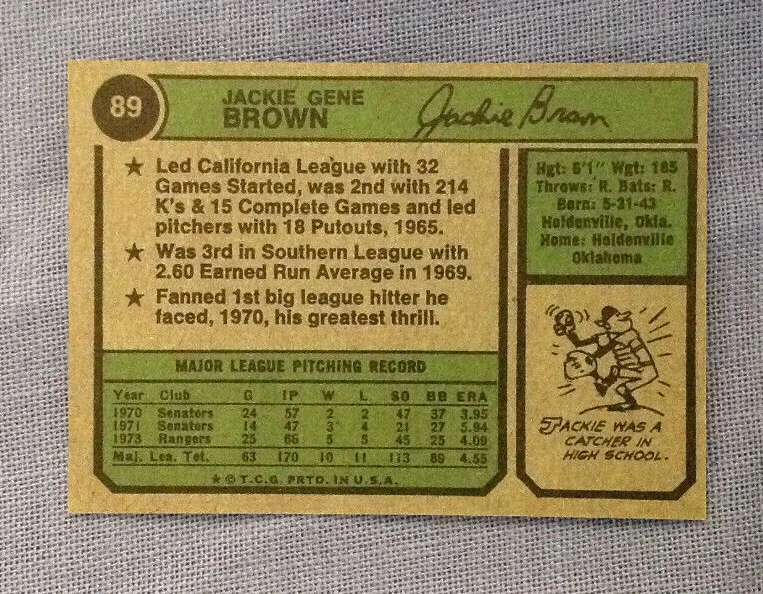 89
JACKIE GENE
BROWN
Jackie Brown
★ Led California League with 32
Games Started, was 2nd with 214
K's & 15 Complete Games and led
pitchers with 18 Putouts, 1965.
★ Was 3rd in Southern League with
2.60 Earned Run Average in 1969.
★ Fanned 1st big league hitter he
faced, 1970, his greatest thrill.
MAJOR LEAGUE PITCHING RECORD
Year Club G IP W L SO BB ERA
1970 Senators 24 57 2 2 47 37 3.95
1971 Senators 14 47 3 4 21 27 5.94
1973 Rangers 25 66 5 5 45 25 4.09
Maj. Lea. Tot. 63 170 10 11 113 89 4.55
★ © T.C.G. PRTD. IN U.S.A.
Hgt: 6'1" Wgt: 185
Throws: R. Bats: R.
Born: 5-31-43
Holdenville, Okla.
Home: Holdenville
Oklahoma
JACKIE WAS A
CATCHER IN
HIGH SCHOOL.